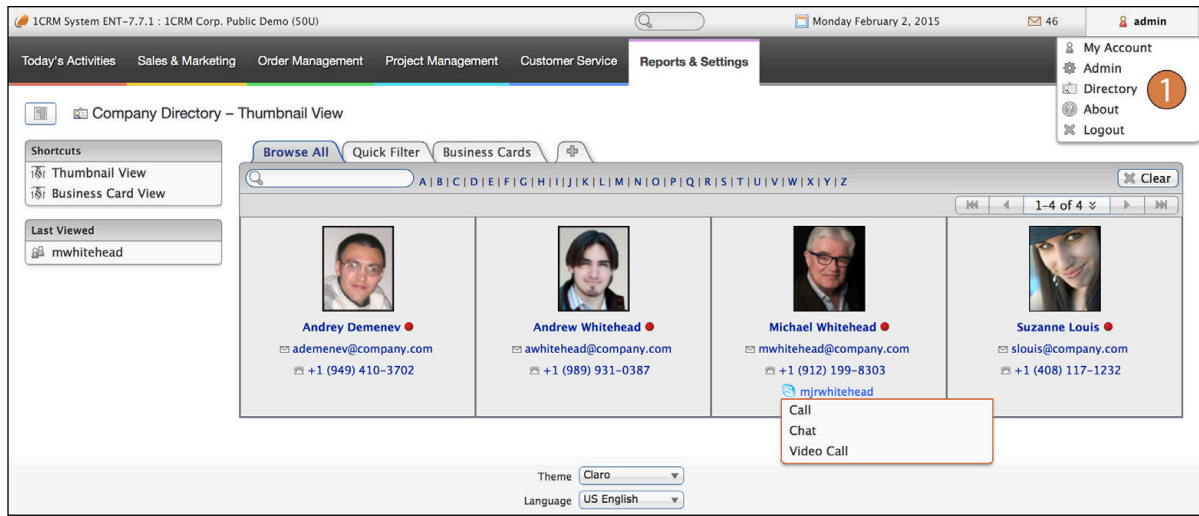 1CRM System ENT-7.7.1 : 1CRM Corp. Public Demo (50U)
Monday February 2, 2015
46
admin
Today's Activities
Sales & Marketing
Order Management
Project Management
Customer Service
Reports & Settings
My Account
Admin
Directory
About
Logout
1
Company Directory – Thumbnail View
Shortcuts
Thumbnail View
Business Card View
Last Viewed
mwhitehead
Browse All
Quick Filter
Business Cards
A | B | C | D | E | F | G | H | I | J | K | L | M | N | O | P | Q | R | S | T | U | V | W | X | Y | Z
Clear
1-4 of 4
Andrey Demenev
ademenev@company.com
+1 (949) 410-3702
Andrew Whitehead
awhitehead@company.com
+1 (989) 931-0387
Michael Whitehead
mwhitehead@company.com
+1 (912) 199-8303
mjrwhitehead
Call
Chat
Video Call
Suzanne Louis
slouis@company.com
+1 (408) 117-1232
Theme Claro
Language US English